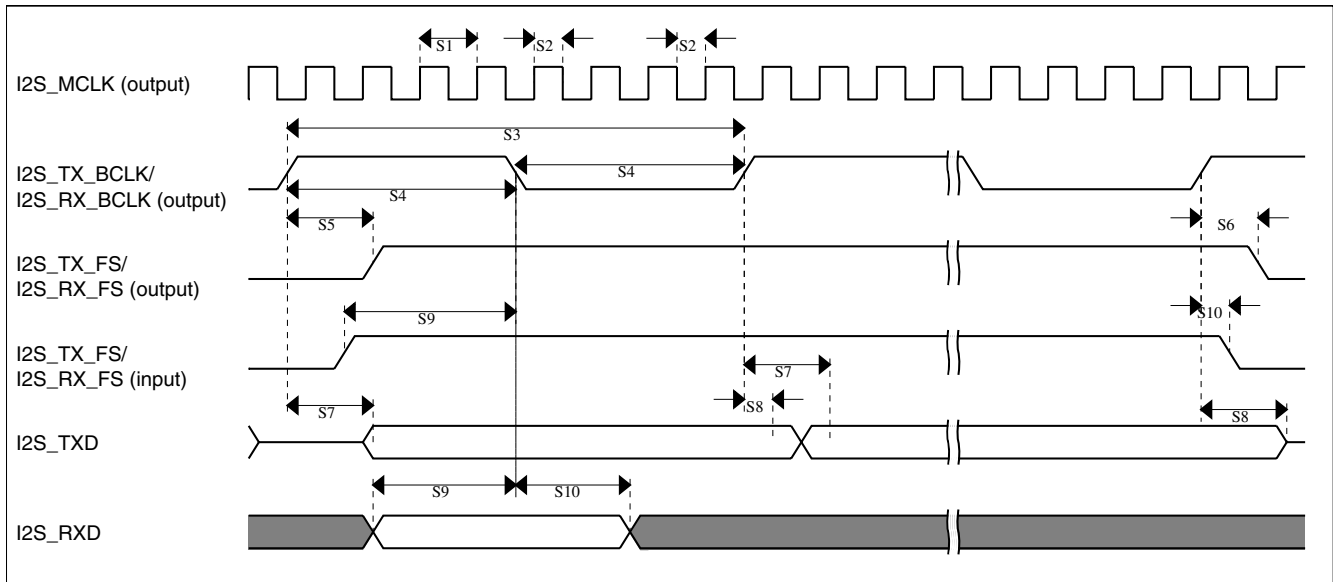 S1 S2 S2
I2S_MCLK (output)
S3
I2S_TX_BCLK/
I2S_RX_BCLK (output)
S4
S4
S5 S6
I2S_TX_FS/
I2S_RX_FS (output)
S9 S10
I2S_TX_FS/
I2S_RX_FS (input)
S7
S7 S8 S8
I2S_TXD
S9 S10
I2S_RXD